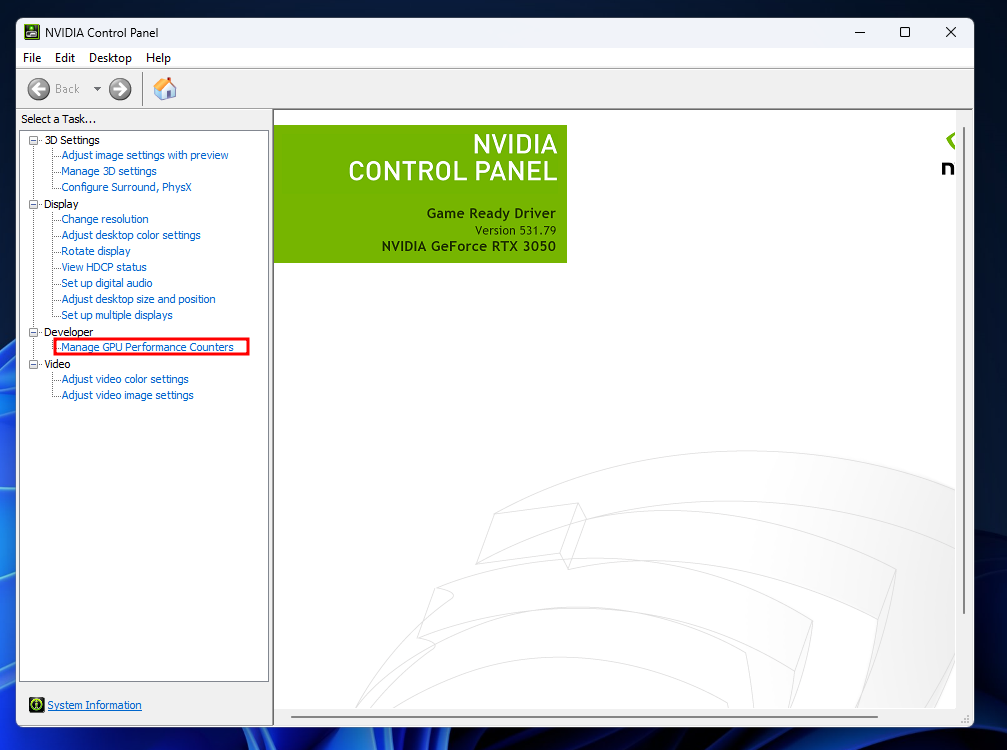 NVIDIA Control Panel
File Edit Desktop Help
Back
Select a Task...
3D Settings
Adjust image settings with preview
Manage 3D settings
Configure Surround, PhysX
Display
Change resolution
Adjust desktop color settings
Rotate display
View HDCP status
Set up digital audio
Adjust desktop size and position
Set up multiple displays
Developer
Manage GPU Performance Counters
Video
Adjust video color settings
Adjust video image settings
System Information
NVIDIA
CONTROL PANEL
Game Ready Driver
Version 531.79
NVIDIA GeForce RTX 3050
n